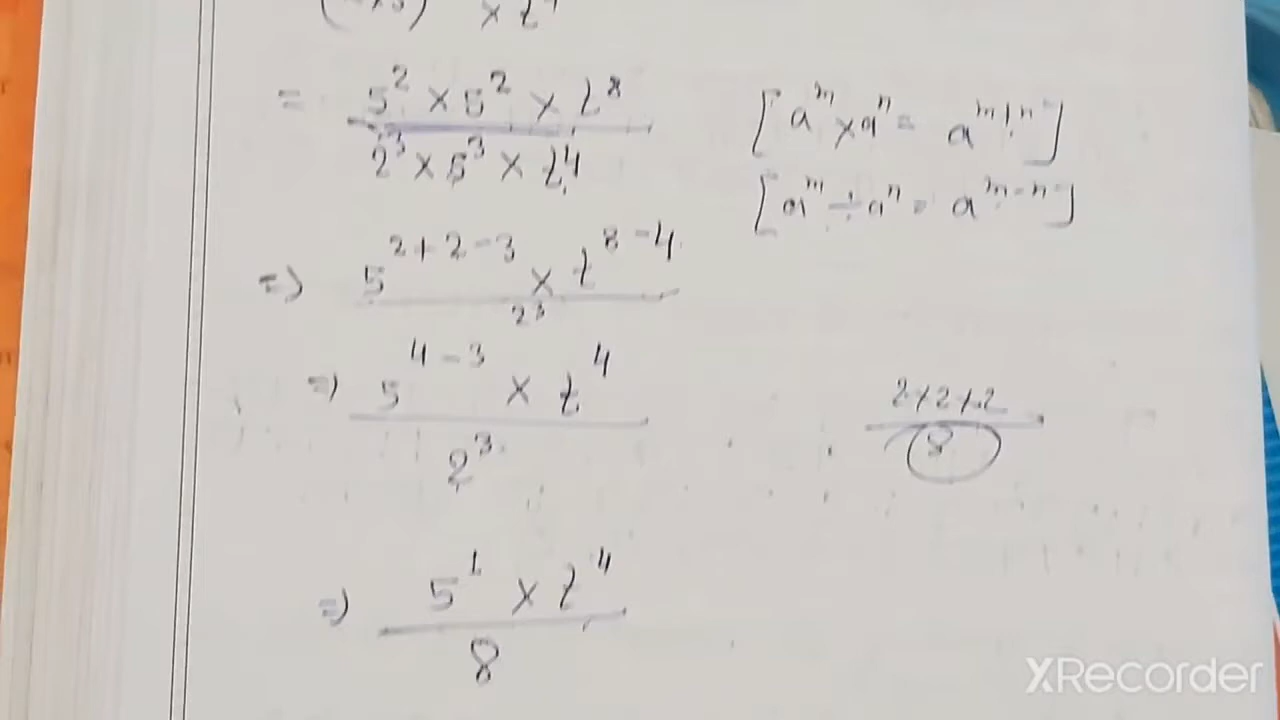 × t⁴
= 5² × 5² × t⁸ [aᵐ × aⁿ = aᵐ⁺ⁿ]
2³ × 5³ × t⁴ [aᵐ ÷ aⁿ = aᵐ⁻ⁿ]
⇒ 5²⁺²⁻³ × t⁸⁻⁴
2³
⇒ 5⁴⁻³ × t⁴ 2×2×2
2³ 8
⇒ 5¹ × t⁴
8
XRecorder